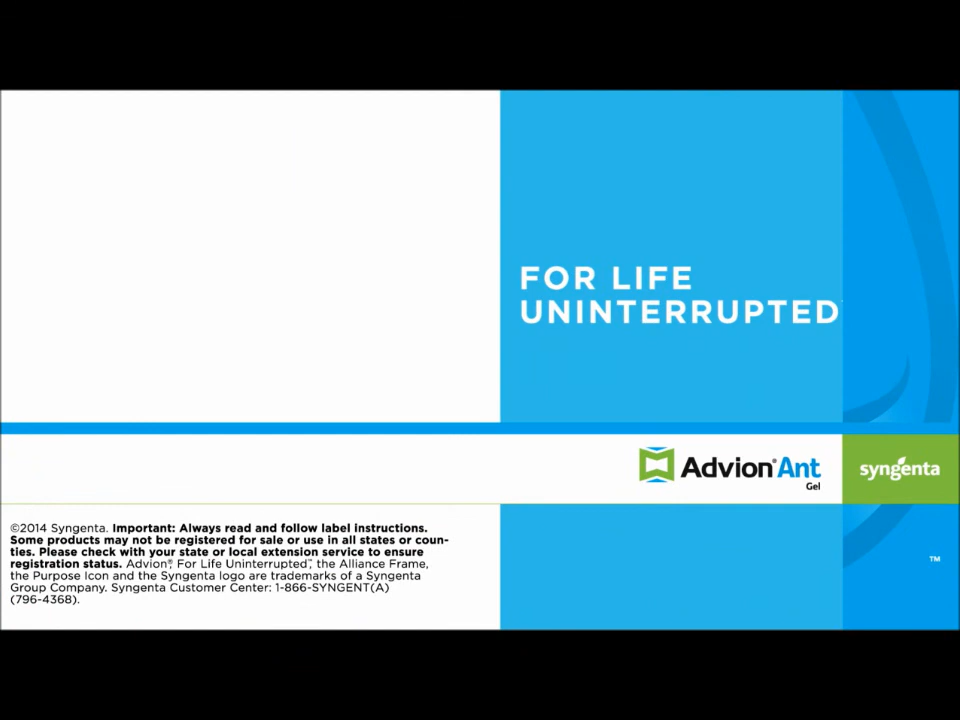 FOR LIFE
UNINTERRUPTED™
Advion® Ant
Gel
syngenta
©2014 Syngenta. Important: Always read and follow label instructions.
Some products may not be registered for sale or use in all states or coun-
ties. Please check with your state or local extension service to ensure
registration status. Advion®, For Life Uninterrupted™, the Alliance Frame,
the Purpose Icon and the Syngenta logo are trademarks of a Syngenta
Group Company. Syngenta Customer Center: 1-866-SYNGENT(A)
(796-4368).
TM